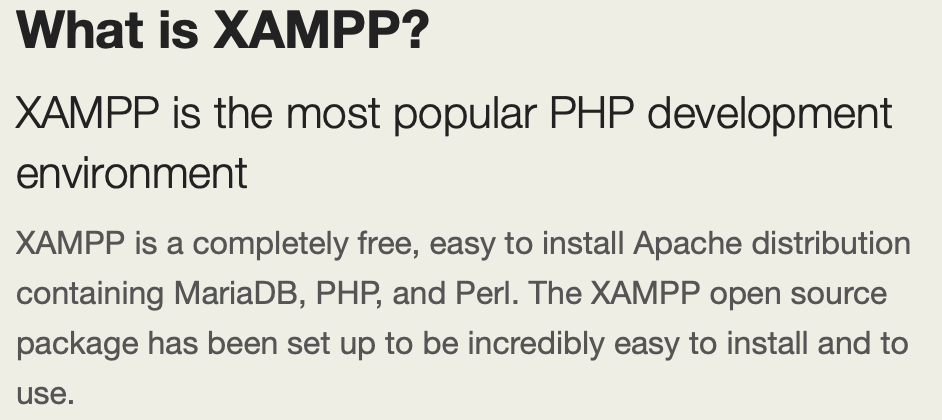 What is XAMPP?
XAMPP is the most popular PHP development
environment
XAMPP is a completely free, easy to install Apache distribution
containing MariaDB, PHP, and Perl. The XAMPP open source
package has been set up to be incredibly easy to install and to
use.